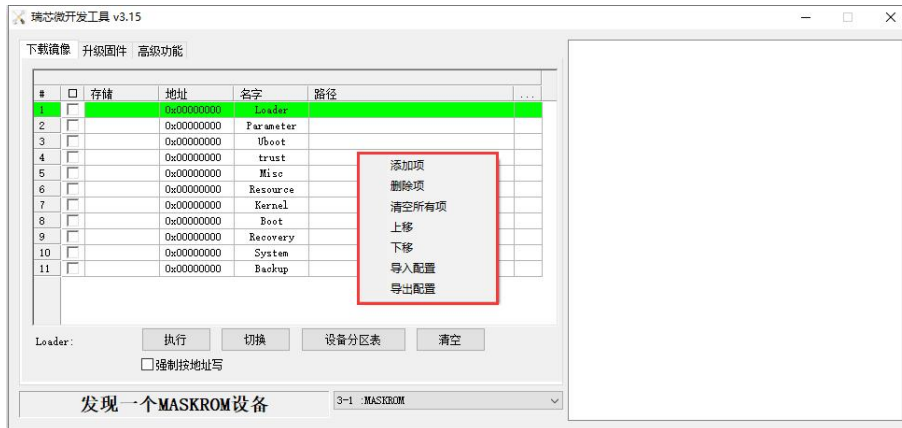 瑞芯微开发工具 v3.15
下载镜像 升级固件 高级功能
# 存储 地址 名字 路径 ...
1 0x00000000 Loader
2 0x00000000 Parameter
3 0x00000000 Uboot
4 0x00000000 trust
5 0x00000000 Misc
6 0x00000000 Resource
7 0x00000000 Kernel
8 0x00000000 Boot
9 0x00000000 Recovery
10 0x00000000 System
11 0x00000000 Backup
添加项
删除项
清空所有项
上移
下移
导入配置
导出配置
Loader: 执行 切换 设备分区表 清空
强制按地址写
发现一个MASKROM设备 3-1 :MASKROM